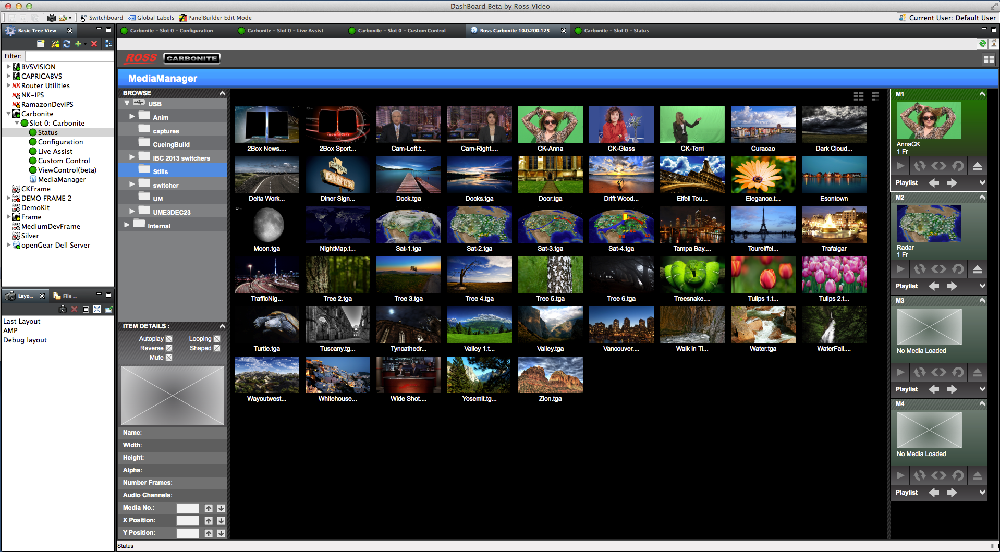 DashBoard Beta by Ross Video
Switchboard Global Labels PanelBuilder Edit Mode
Current User: Default User
Basic Tree View
Carbonite - Slot 0 - Configuration
Carbonite - Slot 0 - Live Assist
Carbonite - Slot 0 - Custom Control
Ross Carbonite 10.0.200.125
Carbonite - Slot 0 - Status
Filter:
BVSVISION
CAPRICABVS
NK Router Utilities
NK NK-IPS
NK RamazonDevIPS
Carbonite
Slot 0: Carbonite
Status
Configuration
Live Assist
Custom Control
ViewControl(beta)
MediaManager
CKFrame
DEMO FRAME 2
DemoKit
Frame
MediumDevFrame
Silver
openGear Dell Server
Layo...
File ...
Last Layout
AMP
Debug layout
ROSS CARBONITE
MediaManager
BROWSE
USB
Anim
captures
CueingBuild
IBC 2013 switchers
Stills
switcher
UM
UME3DEC23
Internal
ITEM DETAILS :
Autoplay Looping
Reverse Shaped
Mute
Name:
Width:
Height:
Alpha:
Number Frames:
Audio Channels:
Media No.:
X Position:
Y Position:
2Box News.... 2Box Sport... Cam-Left.t... Cam-Right.... CK-Anna CK-Glass CK-Terri Curacao Dark Cloud...
Delta Work... Diner Sign... Dock.tga Docks.tga Door.tga Drift Wood... Eifell Tou... Elegance.t... Esontown
Moon.tga NightMap.t... Sat-1.tga Sat-2.tga Sat-3.tga Sat-4.tga Tampa Bay.... Toureiffel... Trafalgar
TrafficNig... Tree 2.tga Tree 3.tga Tree 4.tga Tree 5.tga Tree 6.tga Treesnake.... Tulips 1.t... Tulips 2.t...
Turtle.tga Tuscany.tg... Tyncathedr... Valley 1.t... Valley.tga Vancouver.... Walk in Ti... Water.tga WaterFall....
Wayoutwest... Whitehouse... Wide Shot.... Yosemit.tg... Zion.tga
M1
AnnaCK
1 Fr
Playlist
M2
Radar
1 Fr
Playlist
M3
No Media Loaded
Playlist
M4
No Media Loaded
Playlist
Status